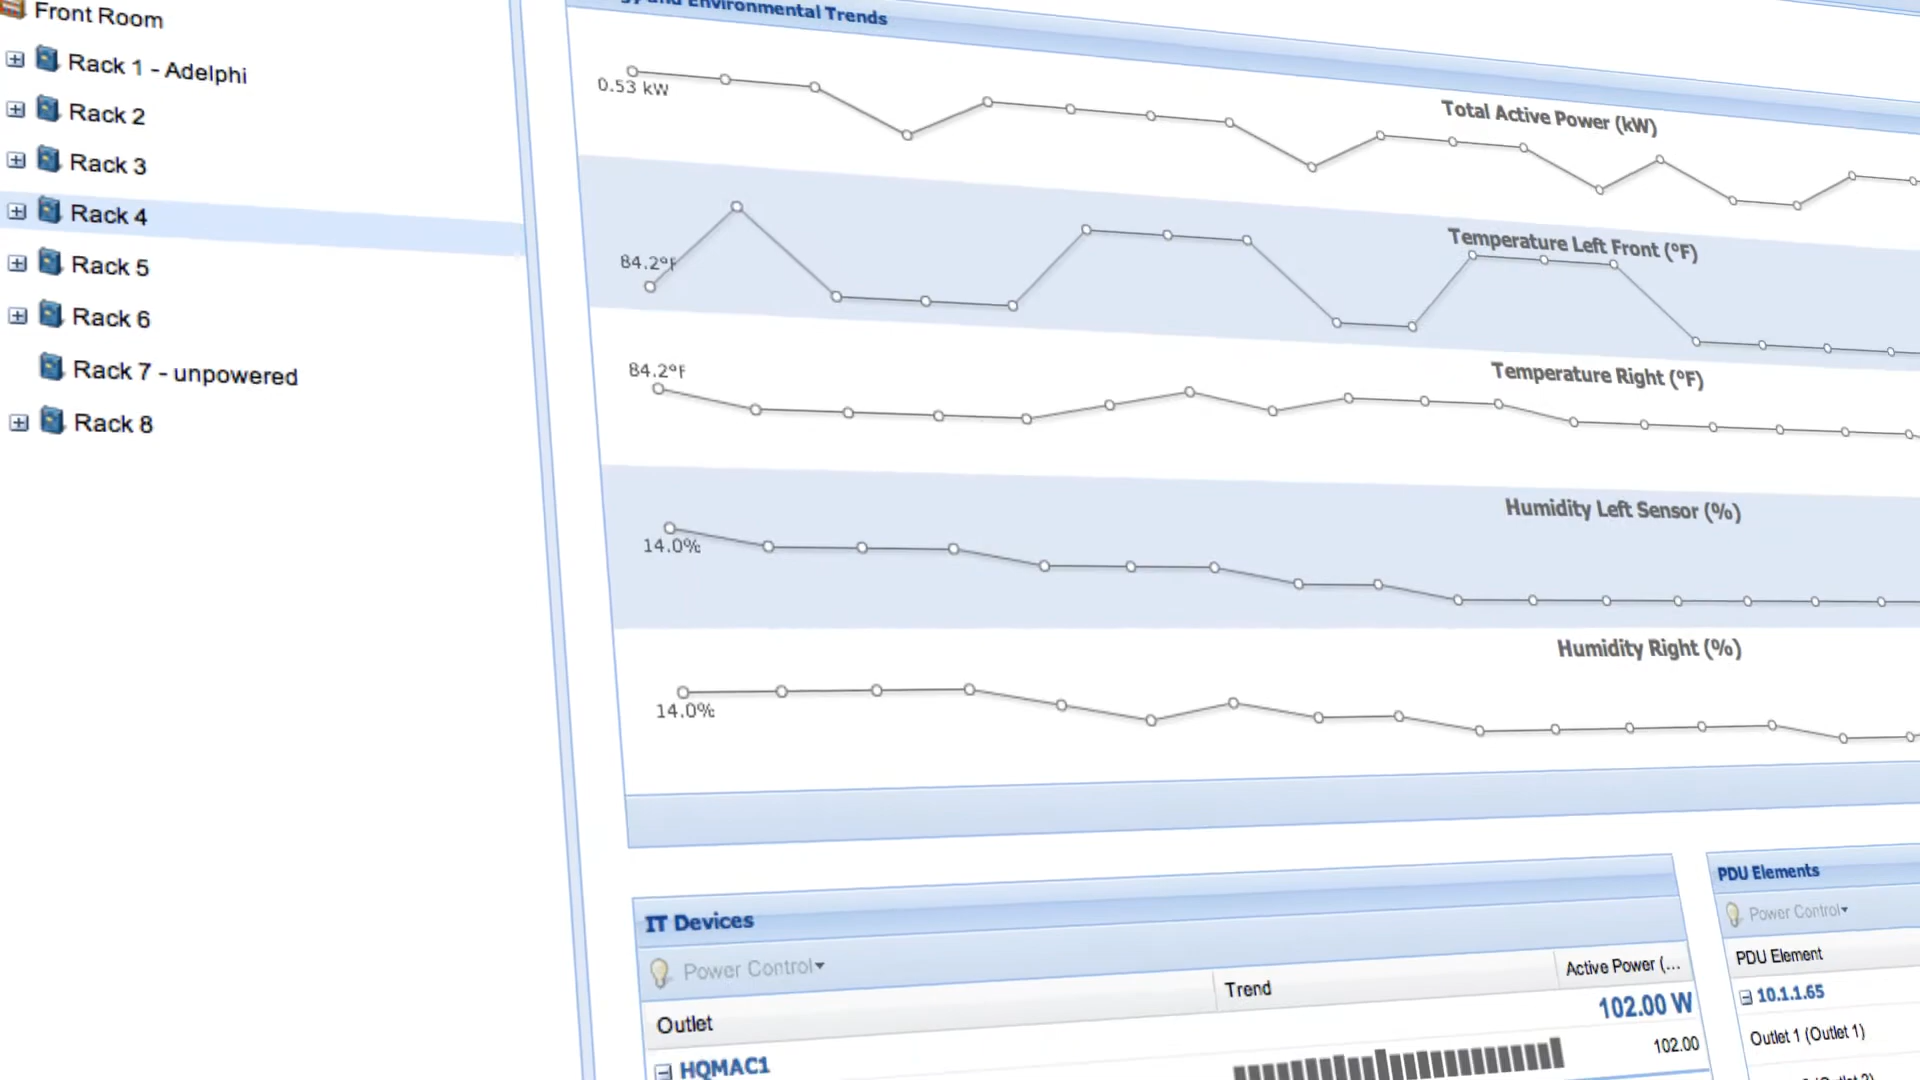 Front Room
Rack 1 - Adelphi
Rack 2
Rack 3
Rack 4
Rack 5
Rack 6
Rack 7 - unpowered
Rack 8
and Environmental Trends
0.53 kW
Total Active Power (kW)
84.2°F
Temperature Left Front (°F)
84.2°F
Temperature Right (°F)
14.0%
Humidity Left Sensor (%)
14.0%
Humidity Right (%)
IT Devices
Power Control
Outlet
Trend
Active Power (...
102.00 W
HQMAC1
102.00
PDU Elements
Power Control
PDU Element
10.1.1.65
Outlet 1 (Outlet 1)